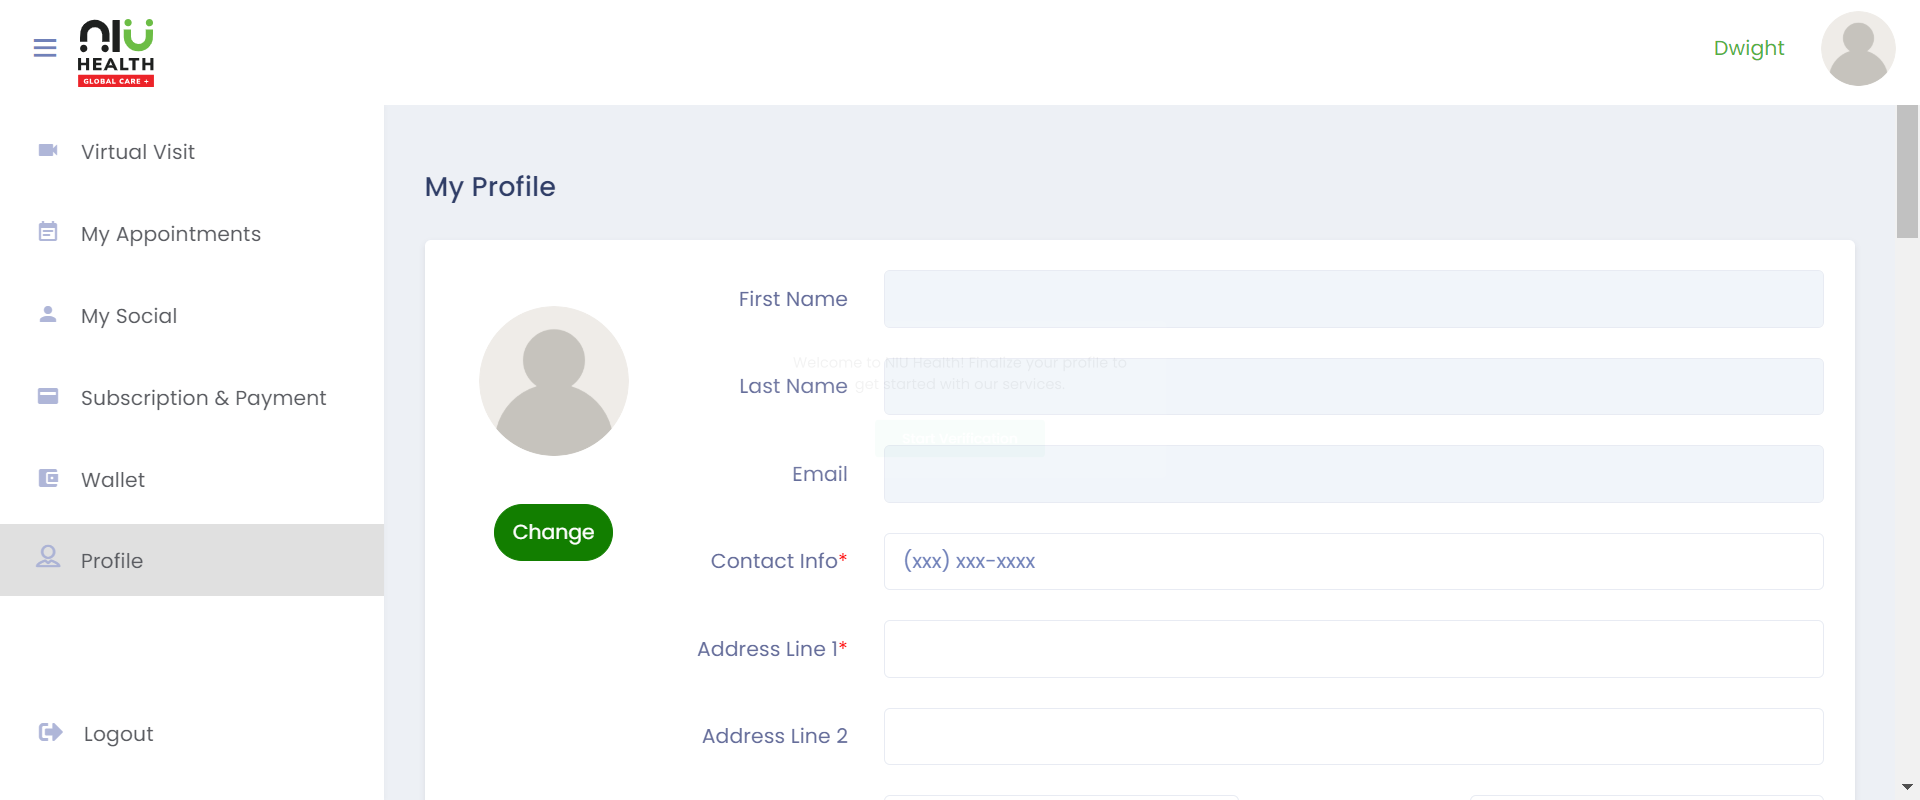 NIU
HEALTH
GLOBAL CARE +
Dwight
Virtual Visit
My Appointments
My Social
Subscription & Payment
Wallet
Profile
Logout
My Profile
Change
First Name
Last Name
Email
Contact Info*
(xxx) xxx-xxxx
Address Line 1*
Address Line 2
Welcome to NIU Health! Finalize your profile to
get started with our services.
Start Verification